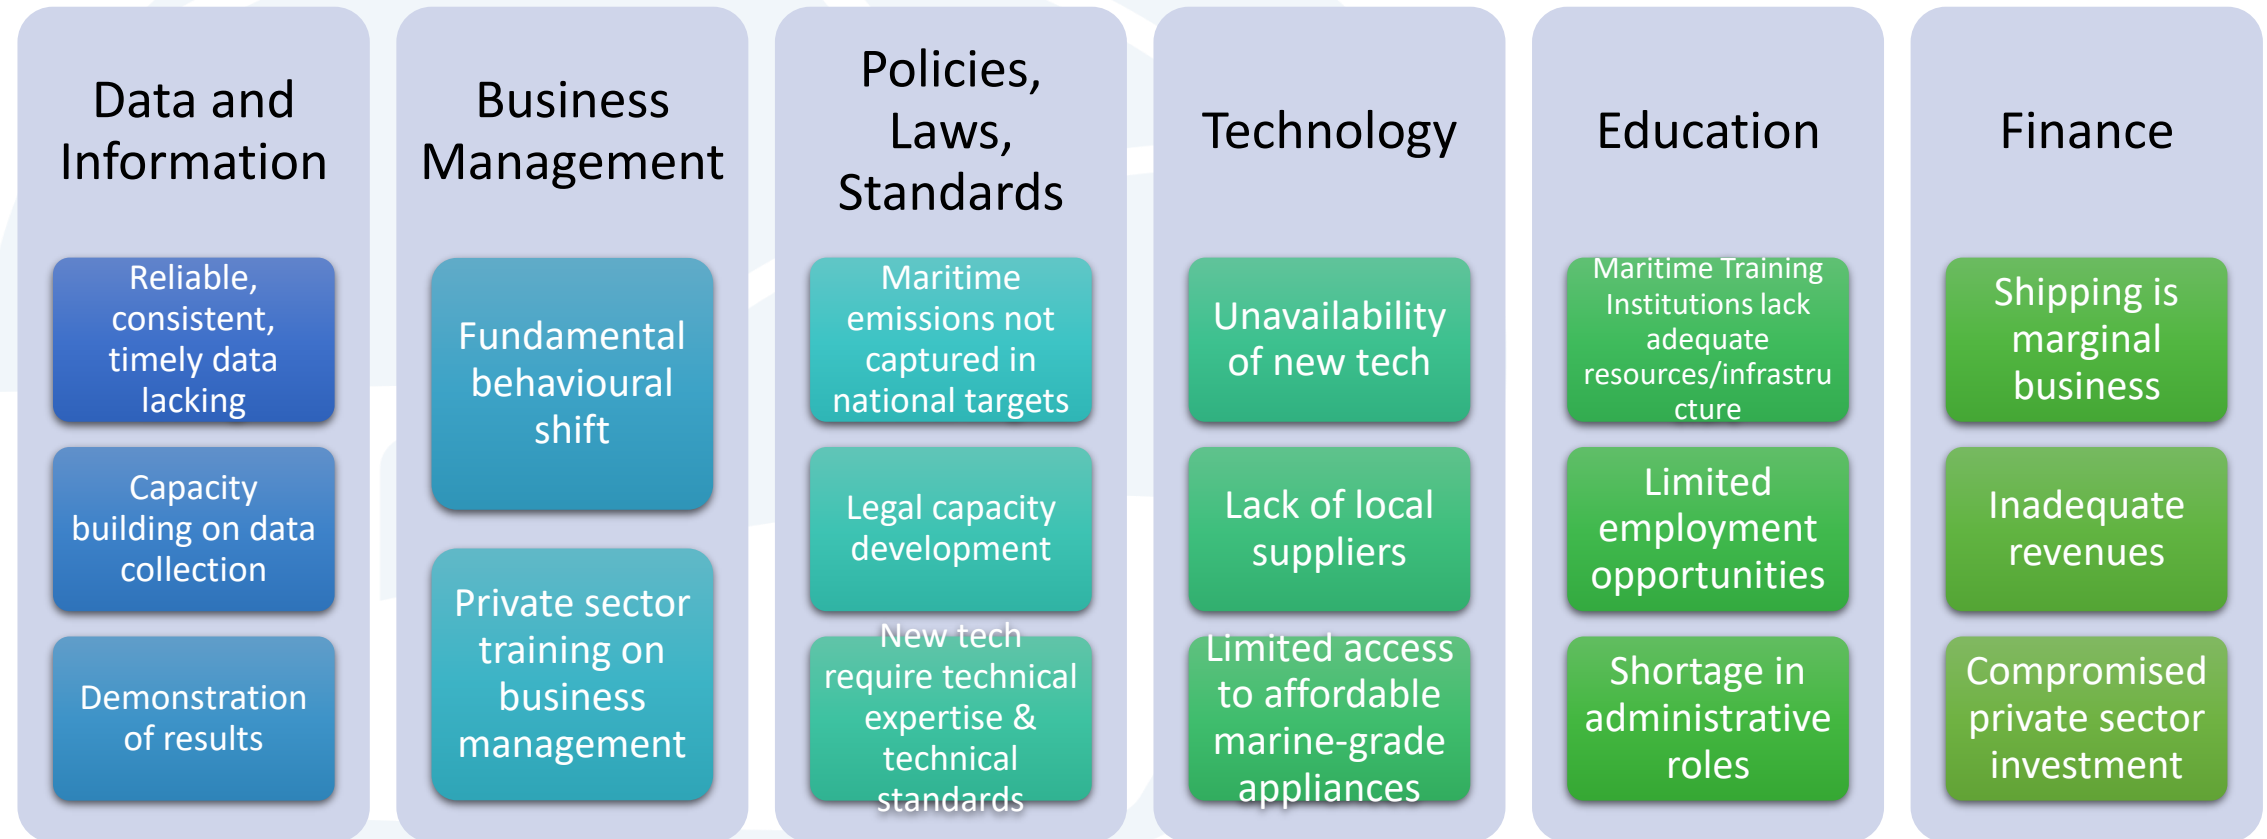 Data and
Information
Reliable,
consistent,
timely data
lacking
Capacity
building on data
collection
Demonstration
of results
Business
Management
Fundamental
behavioural
shift
Private sector
training on
business
management
Policies,
Laws,
Standards
Maritime
emissions not
captured in
national targets
Legal capacity
development
New tech
require technical
expertise &
technical
standards
Technology
Unavailability
of new tech
Lack of local
suppliers
Limited access
to affordable
marine-grade
appliances
Education
Maritime Training
Institutions lack
adequate
resources/infrastru
cture
Limited
employment
opportunities
Shortage in
administrative
roles
Finance
Shipping is
marginal
business
Inadequate
revenues
Compromised
private sector
investment